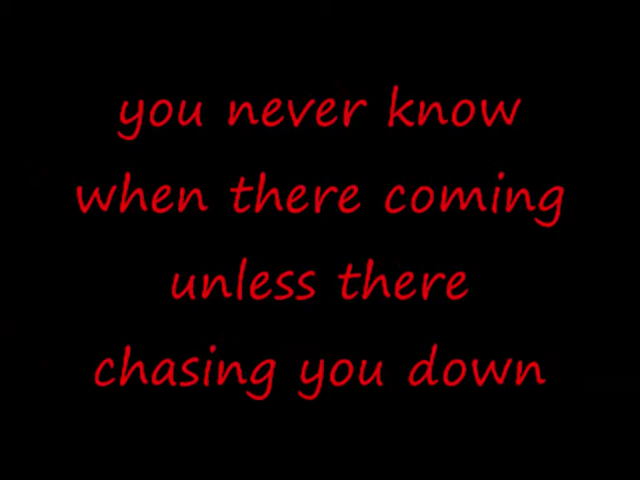 you never know
when there coming
unless there
chasing you down